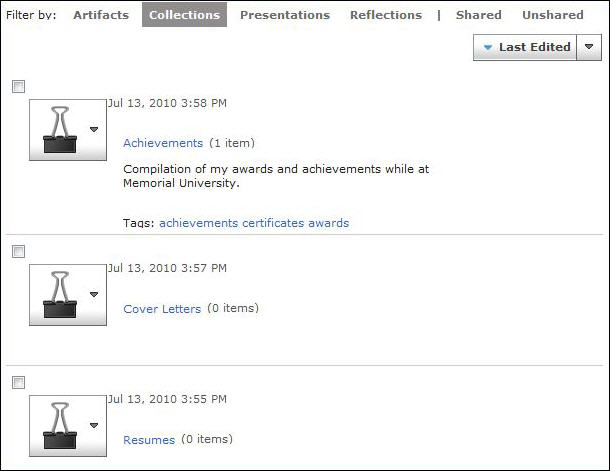 Filter by: Artifacts Collections Presentations Reflections | Shared Unshared
Last Edited
Jul 13, 2010 3:58 PM
Achievements (1 item)
Compilation of my awards and achievements while at
Memorial University.
Tags: achievements certificates awards
Jul 13, 2010 3:57 PM
Cover Letters (0 items)
Jul 13, 2010 3:55 PM
Resumes (0 items)